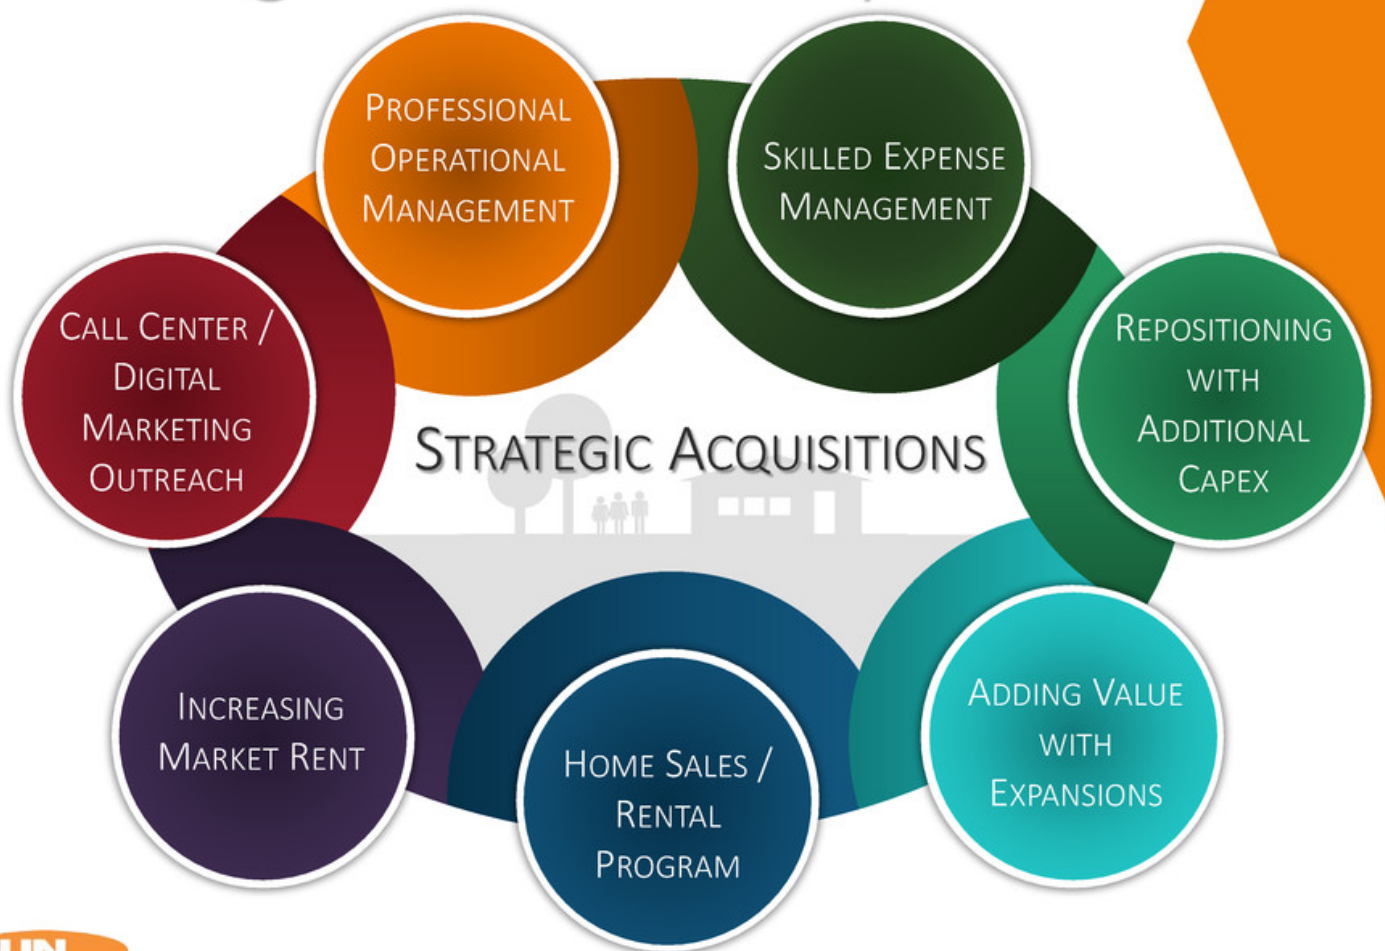 PROFESSIONAL
OPERATIONAL
MANAGEMENT
SKILLED EXPENSE
MANAGEMENT
CALL CENTER /
DIGITAL
MARKETING
OUTREACH
REPOSITIONING
WITH
ADDITIONAL
CAPEX
STRATEGIC ACQUISITIONS
INCREASING
MARKET RENT
HOME SALES /
RENTAL
PROGRAM
ADDING VALUE
WITH
EXPANSIONS